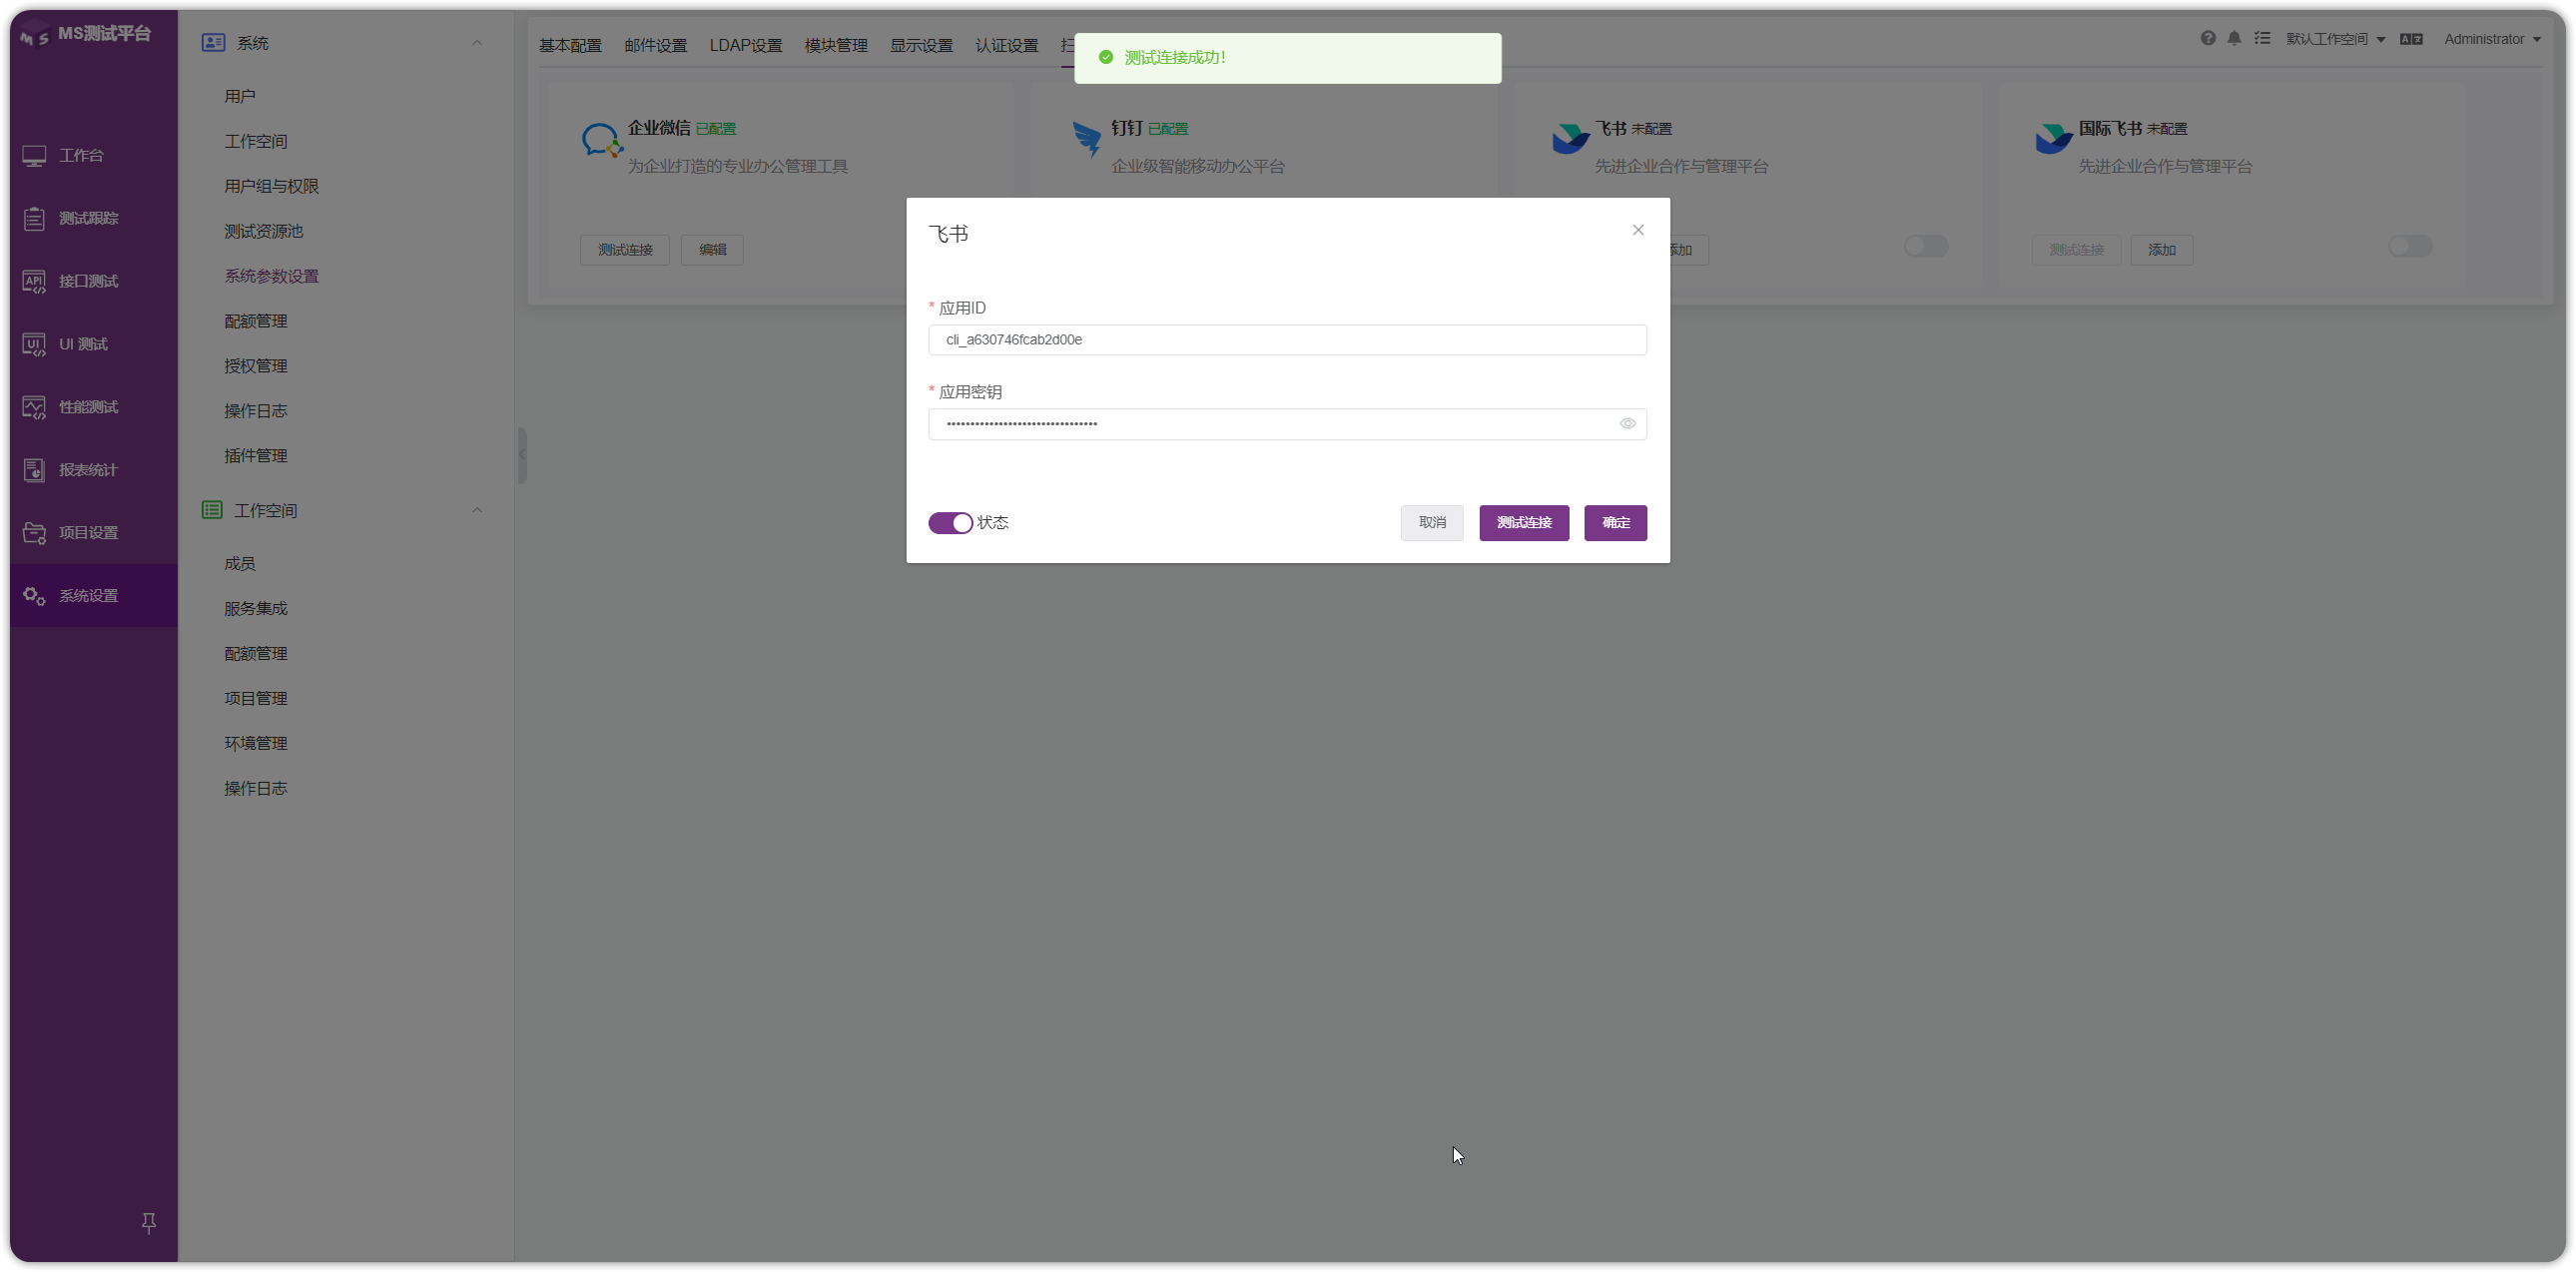 MS测试平台
工作台
测试跟踪
接口测试
UI 测试
性能测试
报表统计
项目设置
系统设置
系统
用户
工作空间
用户组与权限
测试资源池
系统参数设置
配额管理
授权管理
操作日志
插件管理
工作空间
成员
服务集成
配额管理
项目管理
环境管理
操作日志
基本配置 邮件设置 LDAP设置 模块管理 显示设置 认证设置 扫
测试连接成功!
默认工作空间 Administrator
企业微信 已配置
为企业打造的专业办公管理工具
测试连接 编辑
钉钉 已配置
企业级智能移动办公平台
飞书 未配置
先进企业合作与管理平台
添加
国际飞书 未配置
先进企业合作与管理平台
测试连接 添加
飞书
* 应用ID
cli_a630746fcab2d00e
* 应用密钥
••••••••••••••••••••••••••••••••
状态
取消 测试连接 确定